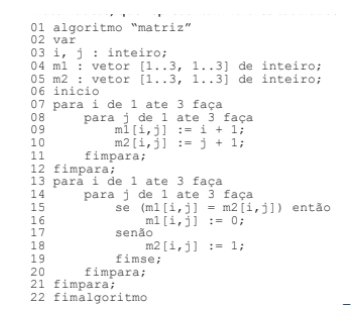 01 algoritmo “matriz”
02 var
03 i, j : inteiro;
04 m1 : vetor [1..3, 1..3] de inteiro;
05 m2 : vetor [1..3, 1..3] de inteiro;
06 inicio
07 para i de 1 ate 3 faça
08 para j de 1 ate 3 faça
09 m1[i,j] := i + 1;
10 m2[i,j] := j + 1;
11 fimpara;
12 fimpara;
13 para i de 1 ate 3 faça
14 para j de 1 ate 3 faça
15 se (m1[i,j] = m2[i,j]) então
16 m1[i,j] := 0;
17 senão
18 m2[i,j] := 1;
19 fimse;
20 fimpara;
21 fimpara;
22 fimalgoritmo